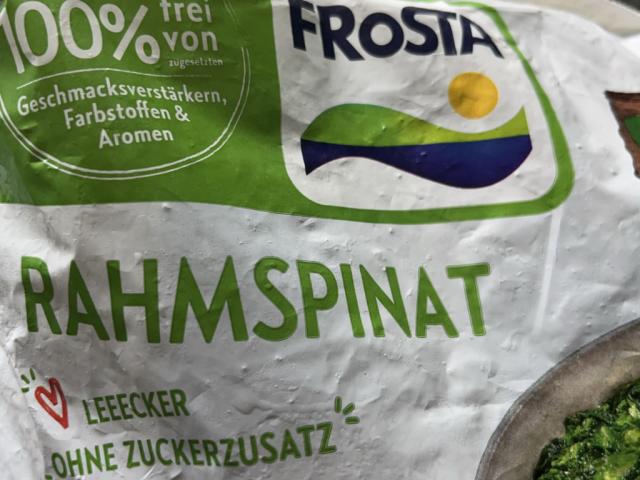 100% frei
von
zugesetzten
Geschmacksverstärkern,
Farbstoffen &
Aromen
FROSTA
RAHMSPINAT
LEEECKER
OHNE ZUCKERZUSATZ